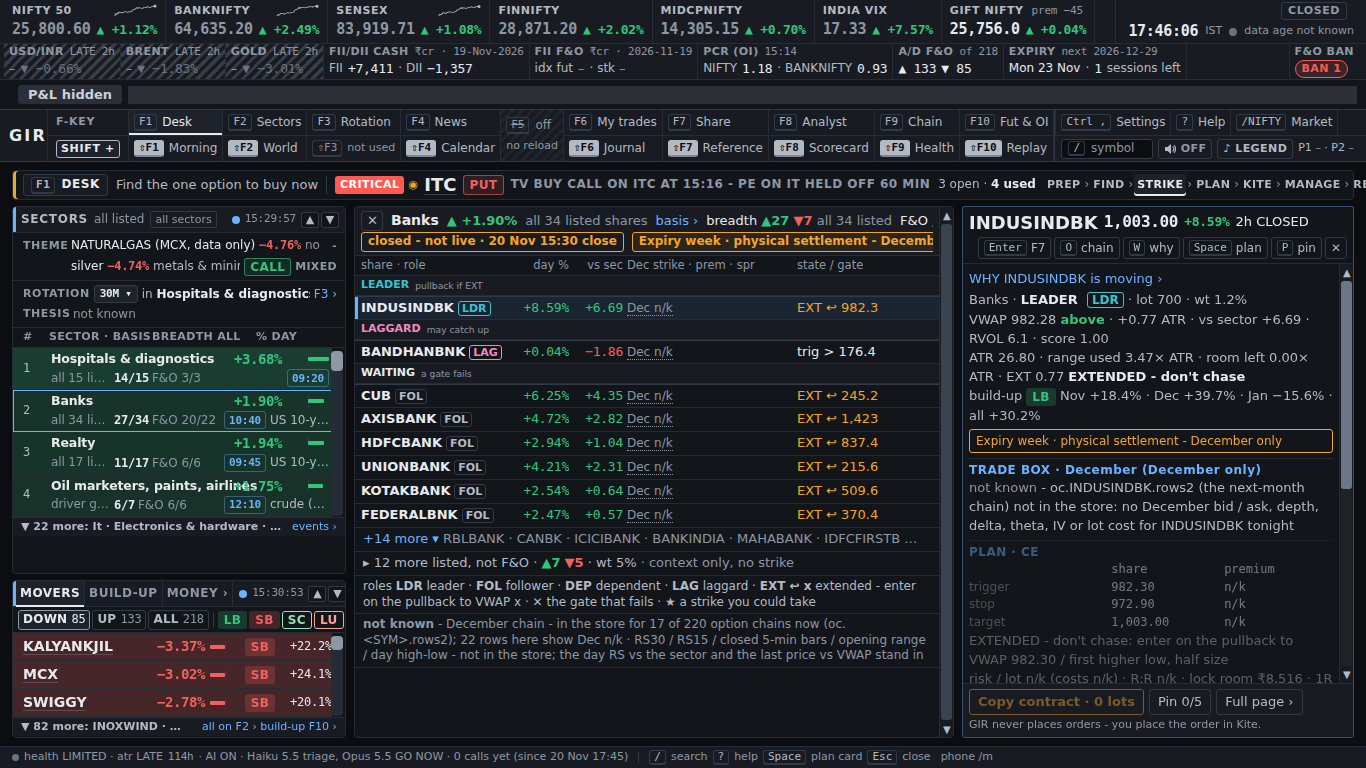 NIFTY 50
25,800.60 ▲ +1.12%
BANKNIFTY
64,635.20 ▲ +2.49%
SENSEX
83,919.71 ▲ +1.08%
FINNIFTY
28,871.20 ▲ +2.02%
MIDCPNIFTY
14,305.15 ▲ +0.70%
INDIA VIX
17.33 ▲ +7.57%
GIFT NIFTY prem −45
25,756.0 ▲ +0.04%
CLOSED
17:46:06 IST ● data age not known
USD/INR LATE 2h
– ▼ −0.66%
BRENT LATE 2h
– ▼ −1.83%
GOLD LATE 2h
– ▼ −3.01%
FII/DII CASH ₹cr · 19-Nov-2026
FII +7,411 · DII −1,357
FII F&O ₹cr · 2026-11-19
idx fut – · stk –
PCR (OI) 15:14
NIFTY 1.18 · BANKNIFTY 0.93
A/D F&O of 218
▲ 133 ▼ 85
EXPIRY next 2026-12-29
Mon 23 Nov · 1 sessions left
F&O BAN
BAN 1
P&L hidden
GIR
F-KEY
F1 Desk
F2 Sectors
F3 Rotation
F4 News
F5 off
no reload
F6 My trades
F7 Share
F8 Analyst
F9 Chain
F10 Fut & OI
Ctrl , Settings
? Help
/NIFTY Market
SHIFT +
⇧F1 Morning
⇧F2 World
⇧F3 not used
⇧F4 Calendar
⇧F6 Journal
⇧F7 Reference
⇧F8 Scorecard
⇧F9 Health
⇧F10 Replay
/ symbol
OFF
♪ LEGEND
P1 – · P2 –
F1 DESK Find the one option to buy now
CRITICAL ◉ ITC PUT TV BUY CALL ON ITC AT 15:16 - PE ON IT HELD OFF 60 MIN 3 open · 4 used
PREP › FIND › STRIKE › PLAN › KITE › MANAGE › RE
SECTORS all listed all sectors ● 15:29:57 ▲ ▼
THEME NATURALGAS (MCX, data only) −4.76% no -
silver −4.74% metals & minin CALL MIXED
ROTATION 30M ▾ in Hospitals & diagnostics F3 ›
THESIS not known
# SECTOR · BASIS BREADTH ALL % DAY
1 Hospitals & diagnostics +3.68%
all 15 li… 14/15 F&O 3/3 09:20
2 Banks +1.90%
all 34 li… 27/34 F&O 20/22 10:40 US 10-y…
3 Realty +1.94%
all 17 li… 11/17 F&O 6/6 09:45 US 10-y…
4 Oil marketers, paints, airlines +1.75%
driver g… 6/7 F&O 6/6 12:10 crude (…
▼ 22 more: It · Electronics & hardware · … events ›
MOVERS BUILD-UP MONEY › ● 15:30:53 ▲ ▼
DOWN 85 UP 133 ALL 218 LB SB SC LU
KALYANKJIL −3.37% SB +22.2%
MCX −3.02% SB +24.1%
SWIGGY −2.78% SB +20.1%
▼ 82 more: INOXWIND · … all on F2 › build-up F10 ›
✕ Banks ▲ +1.90% all 34 listed shares basis › breadth ▲27 ▼7 all 34 listed F&O
closed - not live · 20 Nov 15:30 close
Expiry week · physical settlement - Decemb
share · role day % vs sec Dec strike · prem · spr state / gate
LEADER pullback if EXT
INDUSINDBK LDR +8.59% +6.69 Dec n/k EXT ↩ 982.3
LAGGARD may catch up
BANDHANBNK LAG +0.04% −1.86 Dec n/k trig > 176.4
WAITING a gate fails
CUB FOL +6.25% +4.35 Dec n/k EXT ↩ 245.2
AXISBANK FOL +4.72% +2.82 Dec n/k EXT ↩ 1,423
HDFCBANK FOL +2.94% +1.04 Dec n/k EXT ↩ 837.4
UNIONBANK FOL +4.21% +2.31 Dec n/k EXT ↩ 215.6
KOTAKBANK FOL +2.54% +0.64 Dec n/k EXT ↩ 509.6
FEDERALBNK FOL +2.47% +0.57 Dec n/k EXT ↩ 370.4
+14 more ▾ RBLBANK · CANBK · ICICIBANK · BANKINDIA · MAHABANK · IDFCFIRSTB …
▸ 12 more listed, not F&O · ▲7 ▼5 · wt 5% · context only, no strike
roles LDR leader · FOL follower · DEP dependent · LAG laggard · EXT ↩ x extended - enter
on the pullback to VWAP x · ✕ the gate that fails · ★ a strike you could take
not known - December chain - in the store for 17 of 220 option chains now (oc.
<SYM>.rows2); 22 rows here show Dec n/k · RS30 / RS15 / closed 5-min bars / opening range
/ day high-low - not in the store; the day RS vs the sector and the last price vs VWAP stand in
INDUSINDBK 1,003.00 +8.59% 2h CLOSED
Enter F7 O chain W why Space plan P pin ✕
WHY INDUSINDBK is moving ›
Banks · LEADER LDR · lot 700 · wt 1.2%
VWAP 982.28 above · +0.77 ATR · vs sector +6.69 ·
RVOL 6.1 · score 1.00
ATR 26.80 · range used 3.47× ATR · room left 0.00×
ATR · EXT 0.77 EXTENDED - don't chase
build-up LB Nov +18.4% · Dec +39.7% · Jan −15.6% ·
all +30.2%
Expiry week · physical settlement - December only
TRADE BOX · December (December only)
not known - oc.INDUSINDBK.rows2 (the next-month
chain) not in the store: no December bid / ask, depth,
delta, theta, IV or lot cost for INDUSINDBK tonight
PLAN · CE
share premium
trigger 982.30 n/k
stop 972.90 n/k
target 1,003.00 n/k
EXTENDED - don't chase: enter on the pullback to
VWAP 982.30 / first higher low, half size
risk / lot n/k (costs n/k) · R:R n/k · lock room ₹8,516 · 1R
Copy contract · 0 lots Pin 0/5 Full page ›
GIR never places orders - you place the order in Kite.
● health LIMITED · atr LATE 114h · AI ON · Haiku 5.5 triage, Opus 5.5 GO NOW · 0 calls yet (since 20 Nov 17:45) / search ? help Space plan card Esc close phone /m